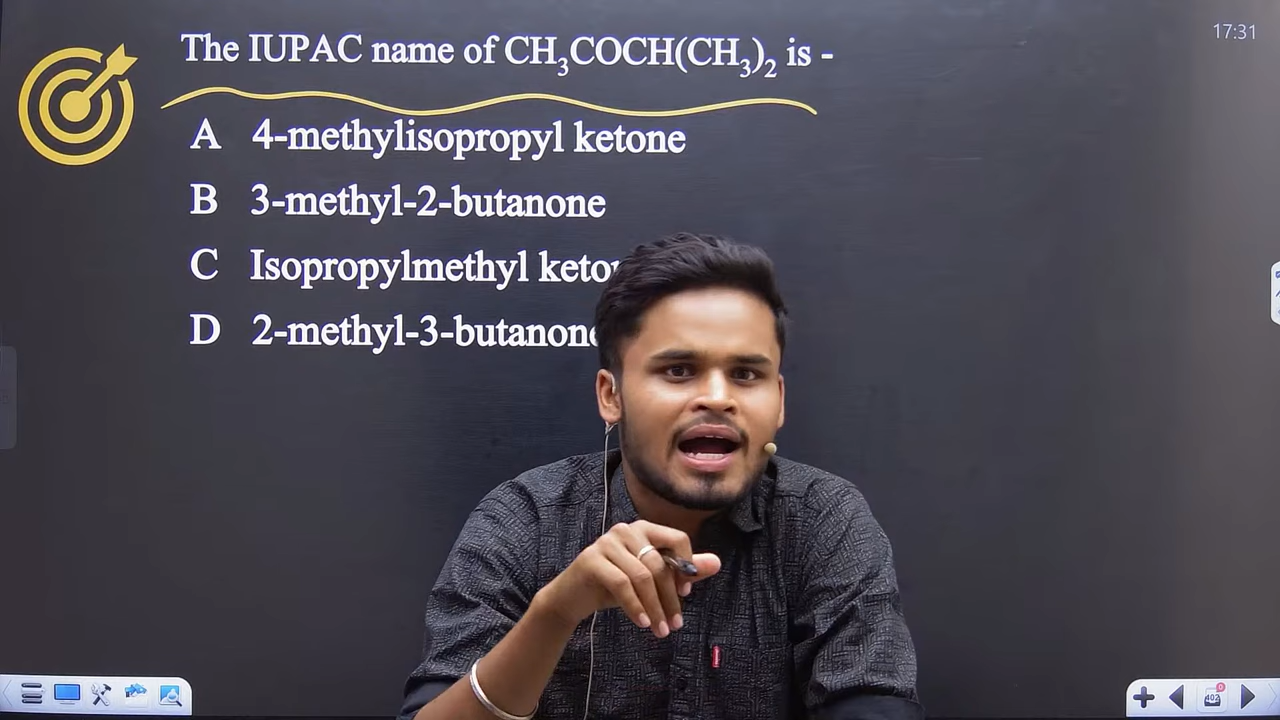 The IUPAC name of CH₃COCH(CH₃)₂ is -
17:31
A 4-methylisopropyl ketone
B 3-methyl-2-butanone
C Isopropylmethyl
D 2-methyl-3-butanone
402